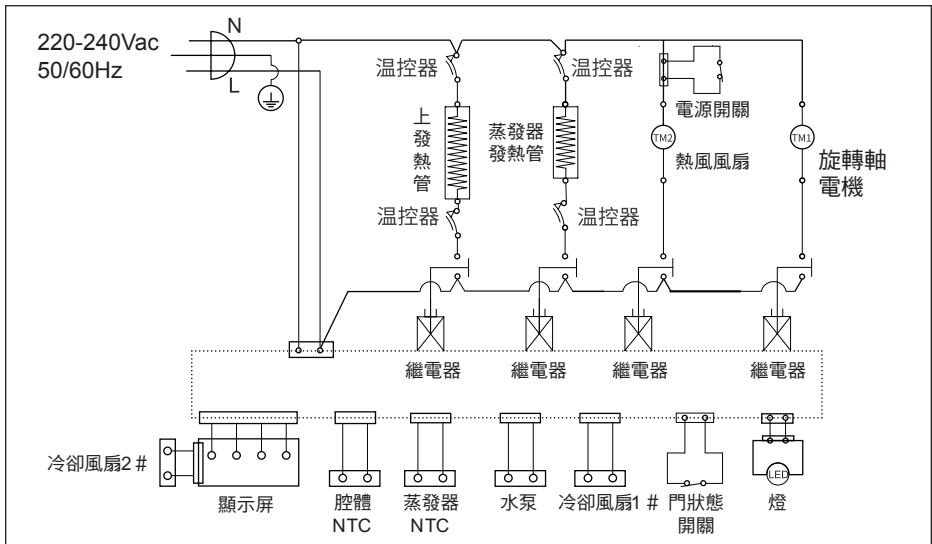 N
220-240Vac
50/60Hz
L
温控器
温控器
電源開關
上發熱管
蒸發器
發熱管
TM2
TM1
熱風風扇
旋轉軸
電機
温控器
温控器
繼電器
繼電器
繼電器
繼電器
冷卻風扇2 #
LED
顯示屏
腔體
NTC
蒸發器
NTC
水泵
冷卻風扇1 #
門狀態
開關
燈